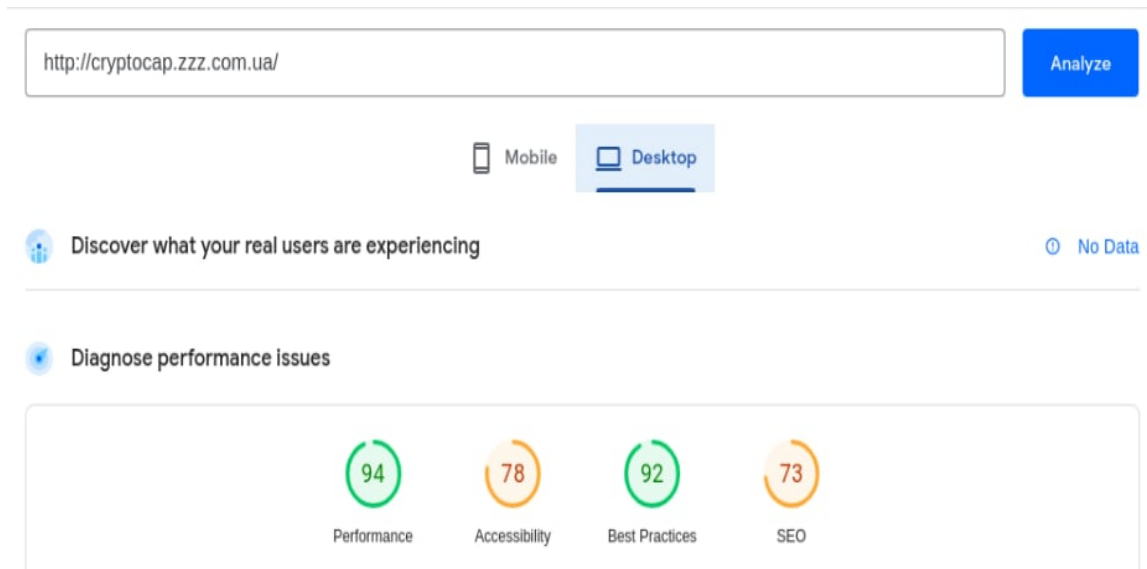 http://cryptocap.zzz.com.ua/
Analyze
Mobile
Desktop
Discover what your real users are experiencing
No Data
Diagnose performance issues
94
78
92
73
Performance
Accessibility
Best Practices
SEO